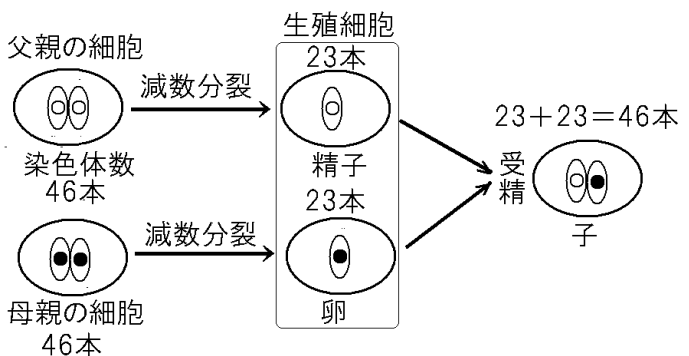 父親の細胞
染色体数
46本
減数分裂
生殖細胞
23本
精子
母親の細胞
46本
減数分裂
23本
卵
受精
23＋23＝46本
子